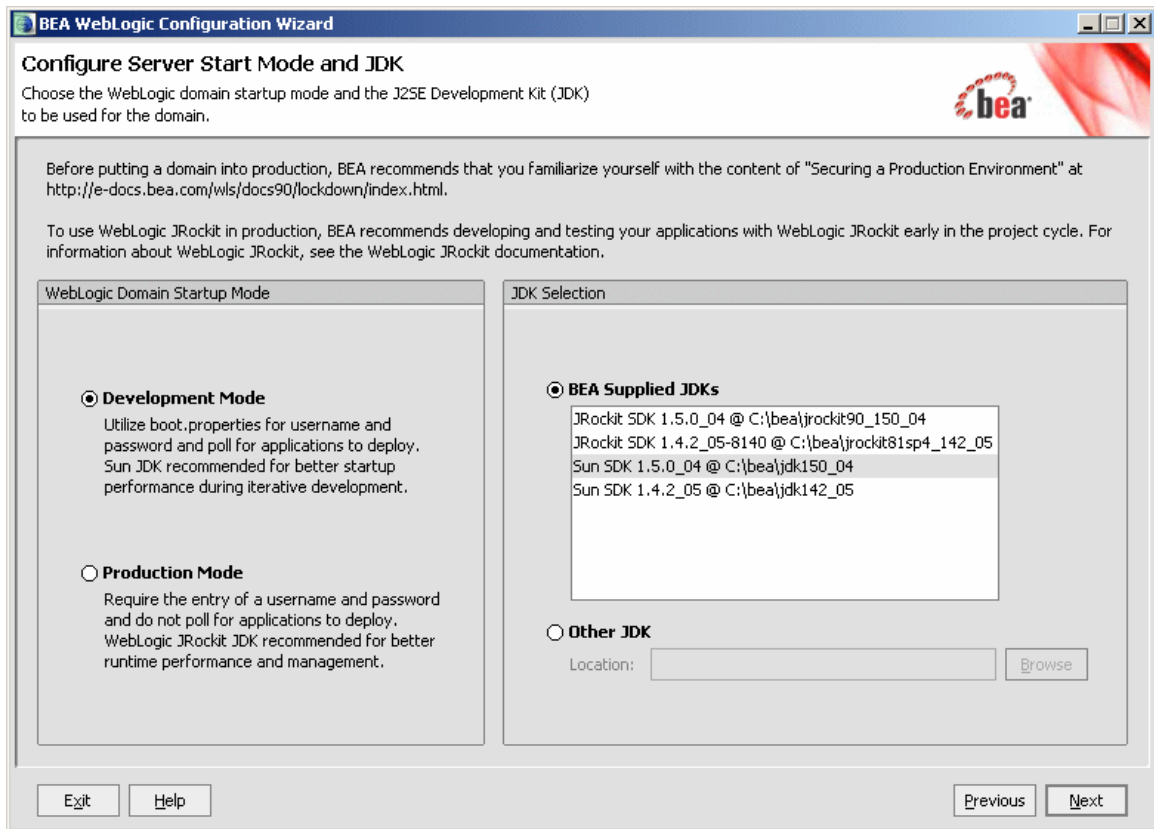 BEA WebLogic Configuration Wizard
Configure Server Start Mode and JDK
Choose the WebLogic domain startup mode and the J2SE Development Kit (JDK)
to be used for the domain.
bea
Before putting a domain into production, BEA recommends that you familiarize yourself with the content of "Securing a Production Environment" at
http://e-docs.bea.com/wls/docs90/lockdown/index.html.
To use WebLogic JRockit in production, BEA recommends developing and testing your applications with WebLogic JRockit early in the project cycle. For
information about WebLogic JRockit, see the WebLogic JRockit documentation.
WebLogic Domain Startup Mode
Development Mode
Utilize boot.properties for username and
password and poll for applications to deploy.
Sun JDK recommended for better startup
performance during iterative development.
Production Mode
Require the entry of a username and password
and do not poll for applications to deploy.
WebLogic JRockit JDK recommended for better
runtime performance and management.
JDK Selection
BEA Supplied JDKs
JRockit SDK 1.5.0_04 @ C:\bea\jrockit90_150_04
JRockit SDK 1.4.2_05-8140 @ C:\bea\jrockit81sp4_142_05
Sun SDK 1.5.0_04 @ C:\bea\jdk150_04
Sun SDK 1.4.2_05 @ C:\bea\jdk142_05
Other JDK
Location:
Browse
Exit
Help
Previous
Next